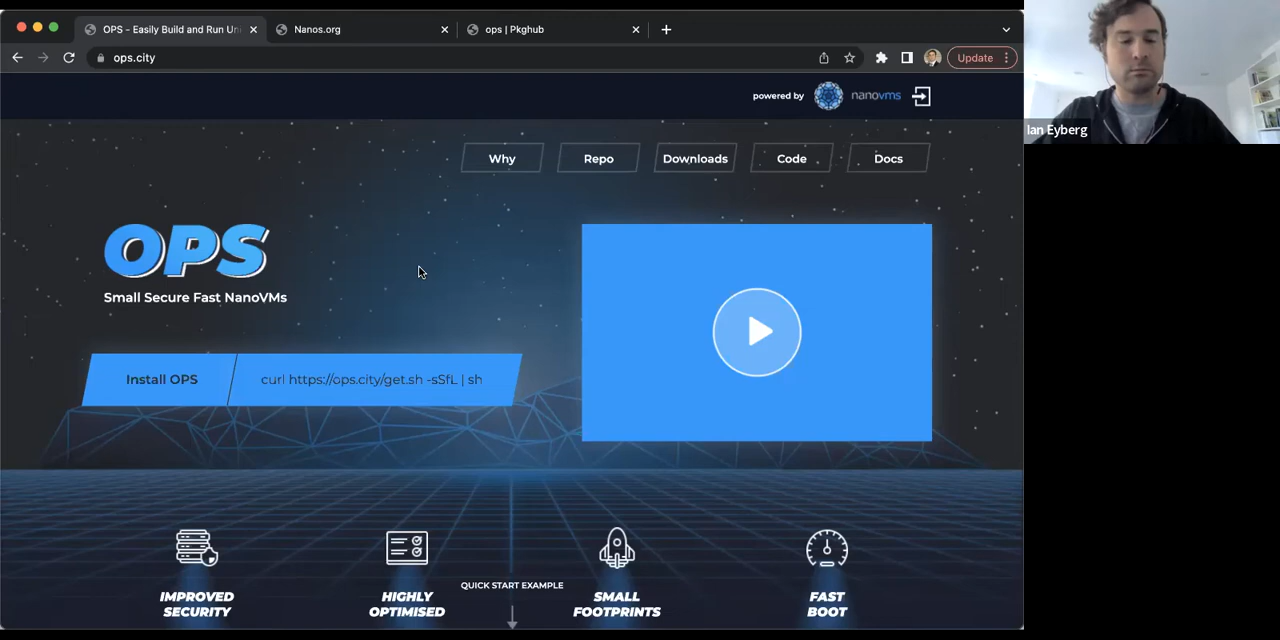 OPS - Easily Build and Run Uni
Nanos.org
ops | Pkghub
ops.city
Update
powered by
nanovms
Why
Repo
Downloads
Code
Docs
OPS
Small Secure Fast NanoVMs
Install OPS
curl https://ops.city/get.sh -sSfL | sh
QUICK START EXAMPLE
IMPROVED
SECURITY
HIGHLY
OPTIMISED
SMALL
FOOTPRINTS
FAST
BOOT
Ian Eyberg